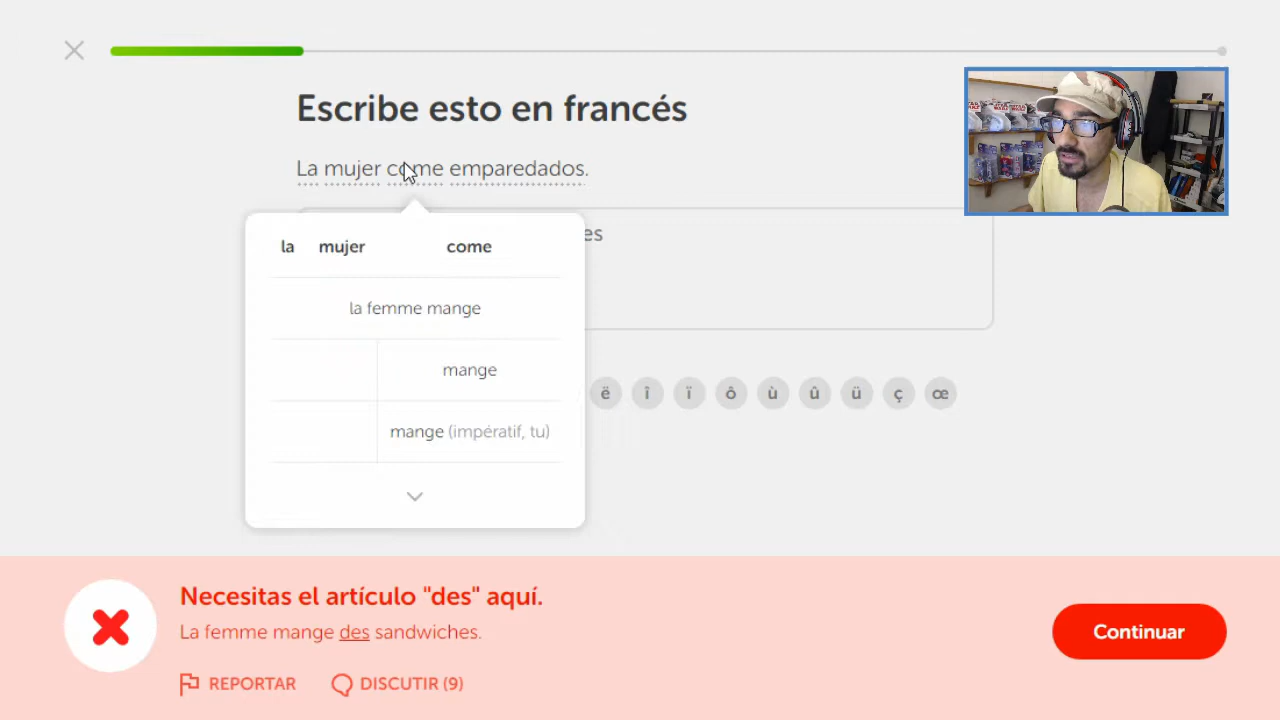 Escribe esto en francés
La mujer come emparedados.
es
la mujer come
la femme mange
mange
mange (impératif, tu)
ë î ï ô ù û ü ç œ
Necesitas el artículo "des" aquí.
La femme mange des sandwiches.
REPORTAR DISCUTIR (9)
Continuar